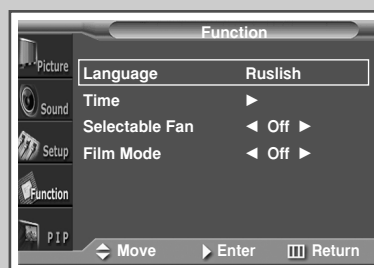 Function
Picture
Sound
Setup
Function
PIP
Language Ruslish
Time ►
Selectable Fan ◄ Off ►
Film Mode ◄ Off ►
Move Enter Return